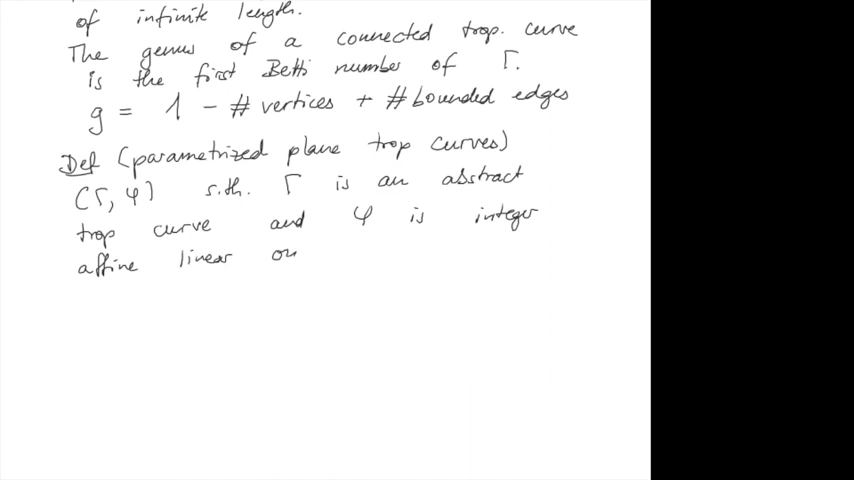 of infinite length.
The genus of a connected trop. curve
is the first Betti number of Γ.
g = 1 - # vertices + # bounded edges
Def (parametrized plane trop curves)
(Γ, φ) s.th. Γ is an abstract
trop curve and φ is integer
affine linear on